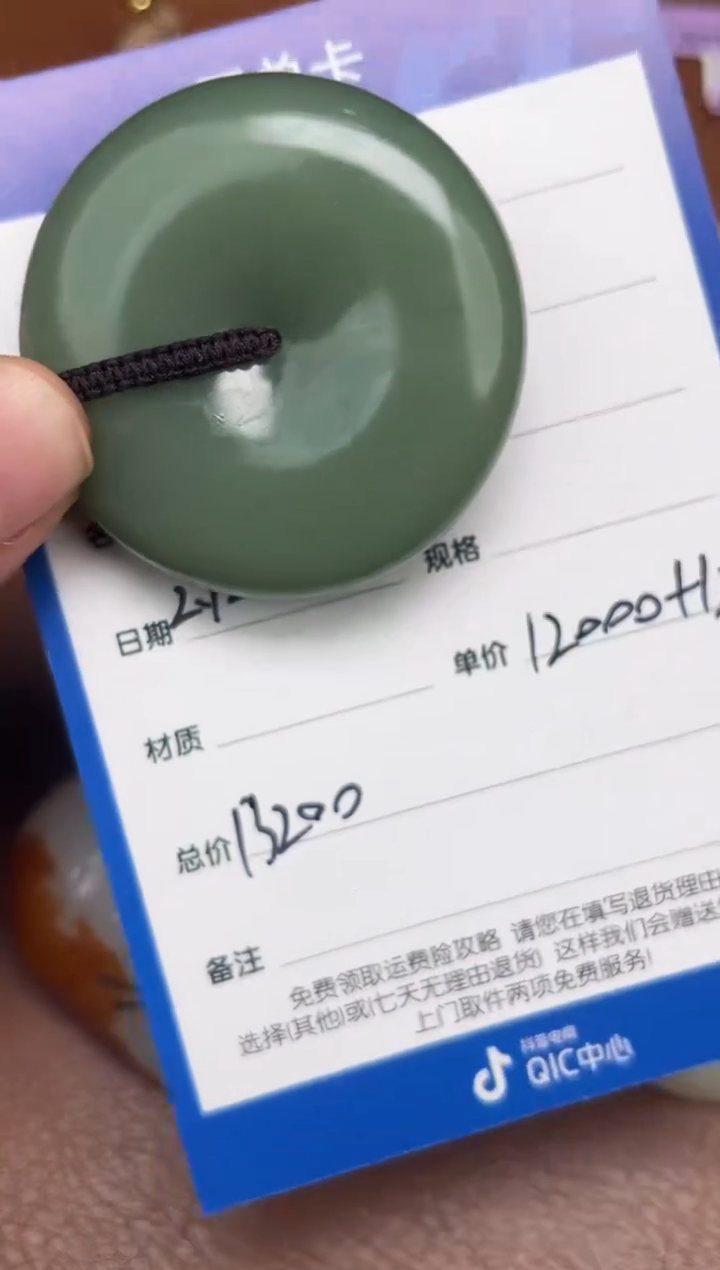 卡
规格
日期
单价 12000+1
材质
总价 13200
备注
免费领取运费险攻略 请您在填写退货理由
选择(其他)或(七天无理由退货) 这样我们会赠送
上门取件两项免费服务!
抖音电商
QIC中心